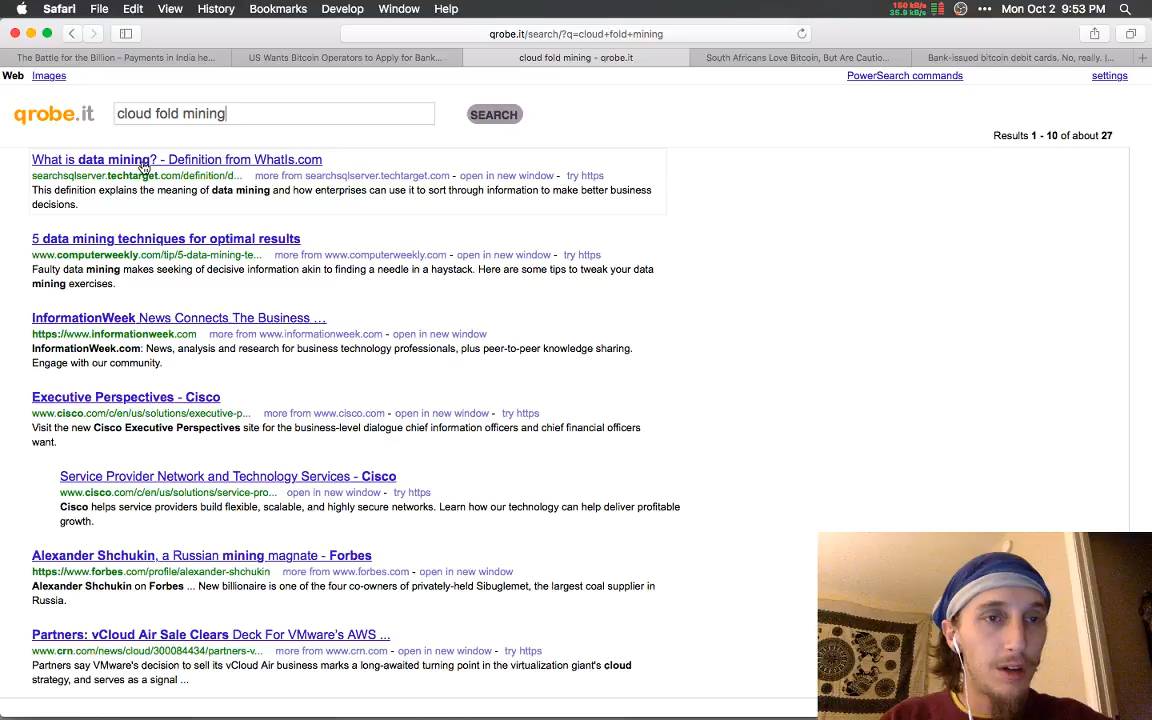 Safari File Edit View History Bookmarks Develop Window Help 150 kB/s 35.9 kB/s Mon Oct 2 9:53 PM
qrobe.it/search/?q=cloud+fold+mining
The Battle for the Billion – Payments in India he... US Wants Bitcoin Operators to Apply for Bank... cloud fold mining - qrobe.it South Africans Love Bitcoin, But Are Cautio... Bank-issued bitcoin debit cards, No, really. |...
Web Images PowerSearch commands settings
qrobe.it cloud fold mining SEARCH
Results 1 - 10 of about 27
What is data mining? - Definition from WhatIs.com
searchsqlserver.techtarget.com/definition/d... more from searchsqlserver.techtarget.com - open in new window - try https
This definition explains the meaning of data mining and how enterprises can use it to sort through information to make better business
decisions.
5 data mining techniques for optimal results
www.computerweekly.com/tip/5-data-mining-te... more from www.computerweekly.com - open in new window - try https
Faulty data mining makes seeking of decisive information akin to finding a needle in a haystack. Here are some tips to tweak your data
mining exercises.
InformationWeek News Connects The Business ...
https://www.informationweek.com more from www.informationweek.com - open in new window
InformationWeek.com: News, analysis and research for business technology professionals, plus peer-to-peer knowledge sharing.
Engage with our community.
Executive Perspectives - Cisco
www.cisco.com/c/en/us/solutions/executive-p... more from www.cisco.com - open in new window - try https
Visit the new Cisco Executive Perspectives site for the business-level dialogue chief information officers and chief financial officers
want.
Service Provider Network and Technology Services - Cisco
www.cisco.com/c/en/us/solutions/service-pro... open in new window - try https
Cisco helps service providers build flexible, scalable, and highly secure networks. Learn how our technology can help deliver profitable
growth.
Alexander Shchukin, a Russian mining magnate - Forbes
https://www.forbes.com/profile/alexander-shchukin more from www.forbes.com - open in new window
Alexander Shchukin on Forbes ... New billionaire is one of the four co-owners of privately-held Sibuglemet, the largest coal supplier in
Russia.
Partners: vCloud Air Sale Clears Deck For VMware's AWS ...
www.crn.com/news/cloud/300084434/partners-v... more from www.crn.com - open in new window - try https
Partners say VMware's decision to sell its vCloud Air business marks a long-awaited turning point in the virtualization giant's cloud
strategy, and serves as a signal ...